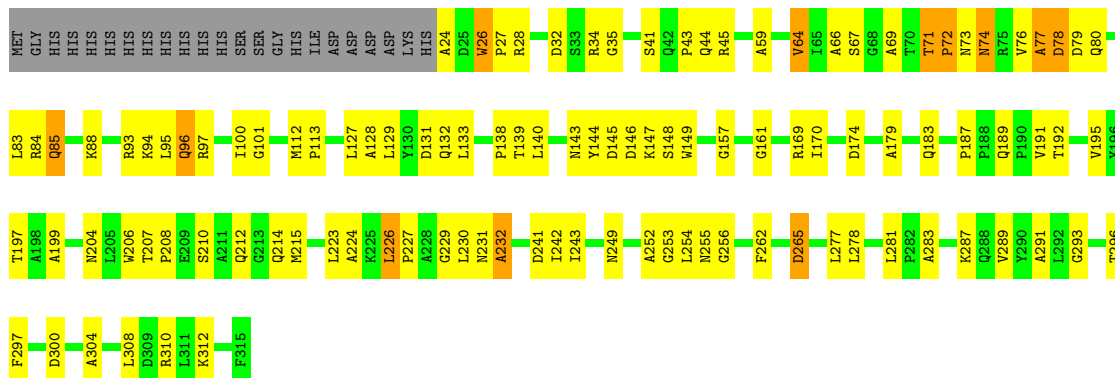 MET GLY HIS HIS HIS HIS HIS HIS HIS HIS HIS HIS SER SER GLY HIS ILE ASP ASP ASP ASP LYS HIS A24 D25 W26 P27 R28 D32 S33 R34 G35 S41 Q42 P43 Q44 R45 A59 V64 I65 A66 S67 G68 A69 T70 T71 P72 N73 N74 R75 V76 A77 D78 D79 Q80
L83 R84 Q85 K88 R93 K94 L95 Q96 R97 I100 G101 M112 P113 L127 A128 L129 Y130 D131 Q132 L133 P138 T139 L140 N143 Y144 D145 D146 K147 S148 W149 G157 G161 R169 I170 D174 A179 Q183 P187 P188 Q189 P190 V191 T192 V195 Y196
T197 A198 A199 N204 L205 W206 T207 P208 E209 S210 A211 Q212 G213 Q214 M215 L223 A224 K225 L226 P227 A228 G229 L230 N231 A232 D241 I242 I243 N249 A252 G253 L254 N255 G256 F262 D265 L277 L278 L281 P282 A283 K287 Q288 V289 Y290 A291 L292 G293 T296
F297 D300 A304 L308 D309 R310 L311 K312 F315